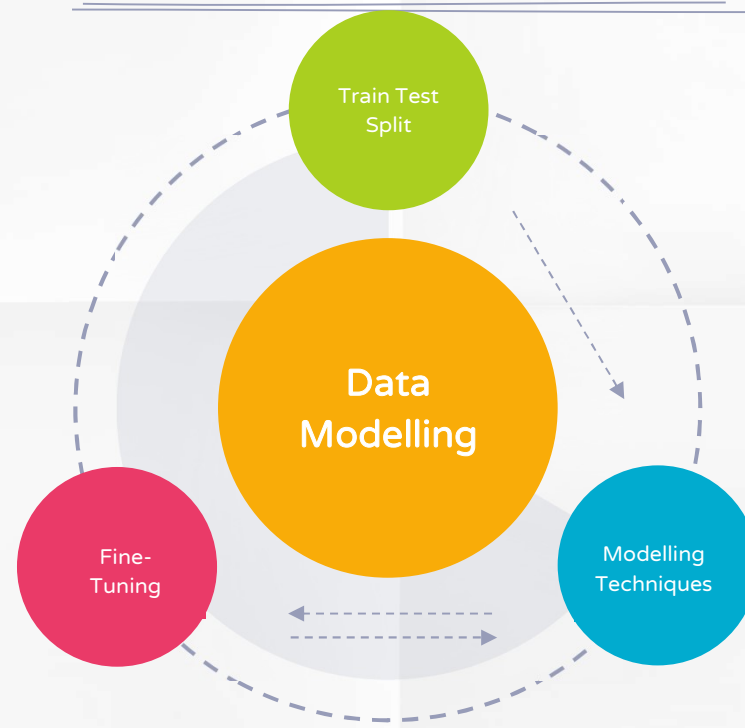 Train Test
Split
Data
Modelling
Fine-
Tuning
Modelling
Techniques